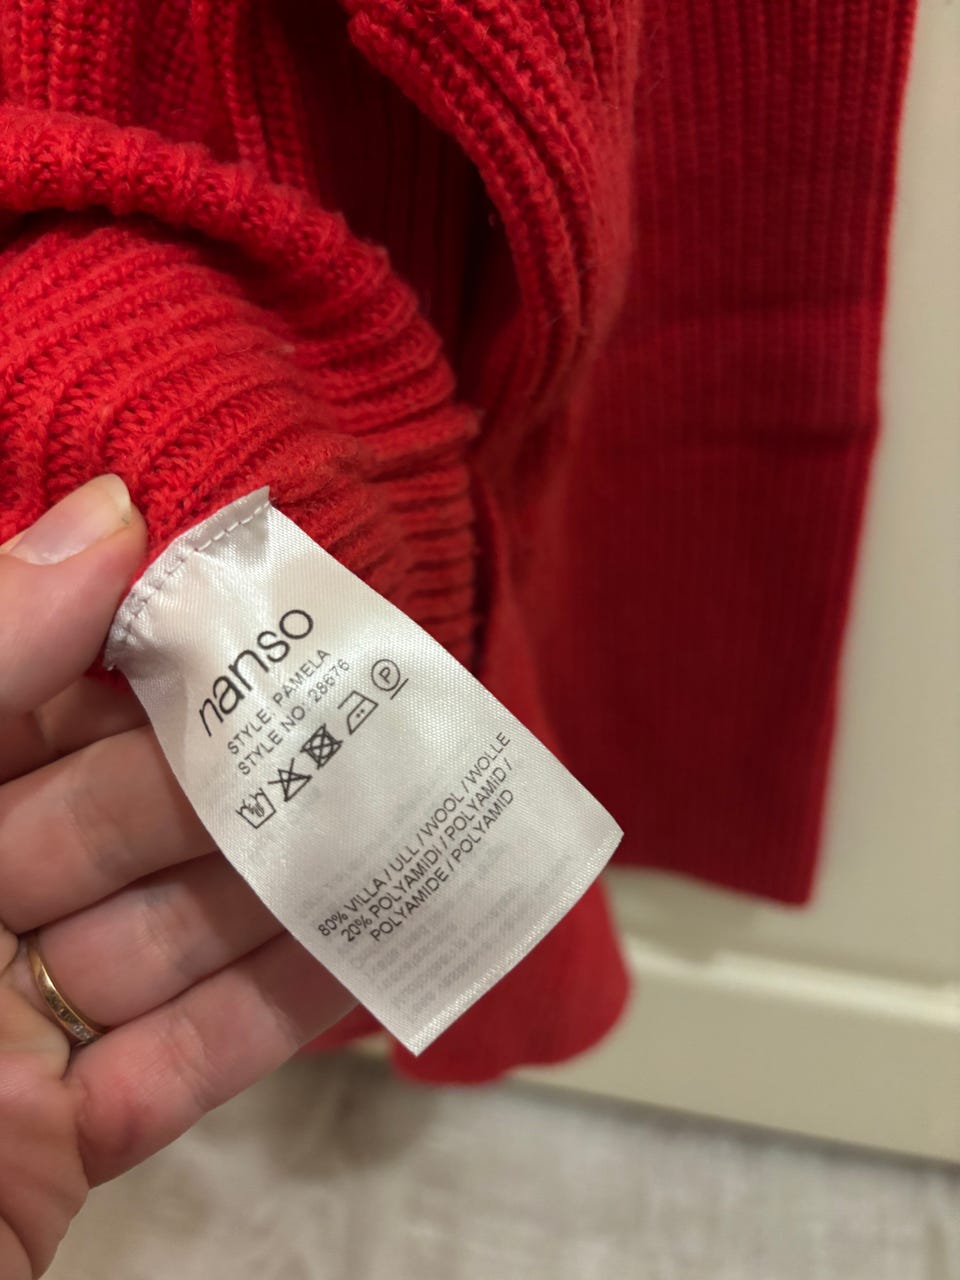 nanso
STYLE: PAMELA
STYLE NO: 28676
P
80% VILLA / ULL / WOOL / WOLLE
20% POLYAMIDI / POLYAMID /
POLYAMIDE / POLYAMID